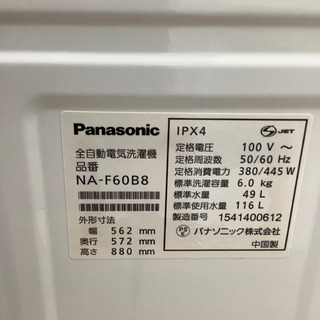 Panasonic
全自動電気洗濯機
品番
NA-F60B8
外形寸法
幅 562 mm
奥行 572 mm
高さ 880 mm
IPX4
S JET
定格電圧 100 V ～
定格周波数 50/60 Hz
定格消費電力 380/445 W
標準洗濯容量 6.0 kg
標準水量 49 L
標準使用水量 116 L
製造番号 1541400612
PS E パナソニック株式会社
中国製